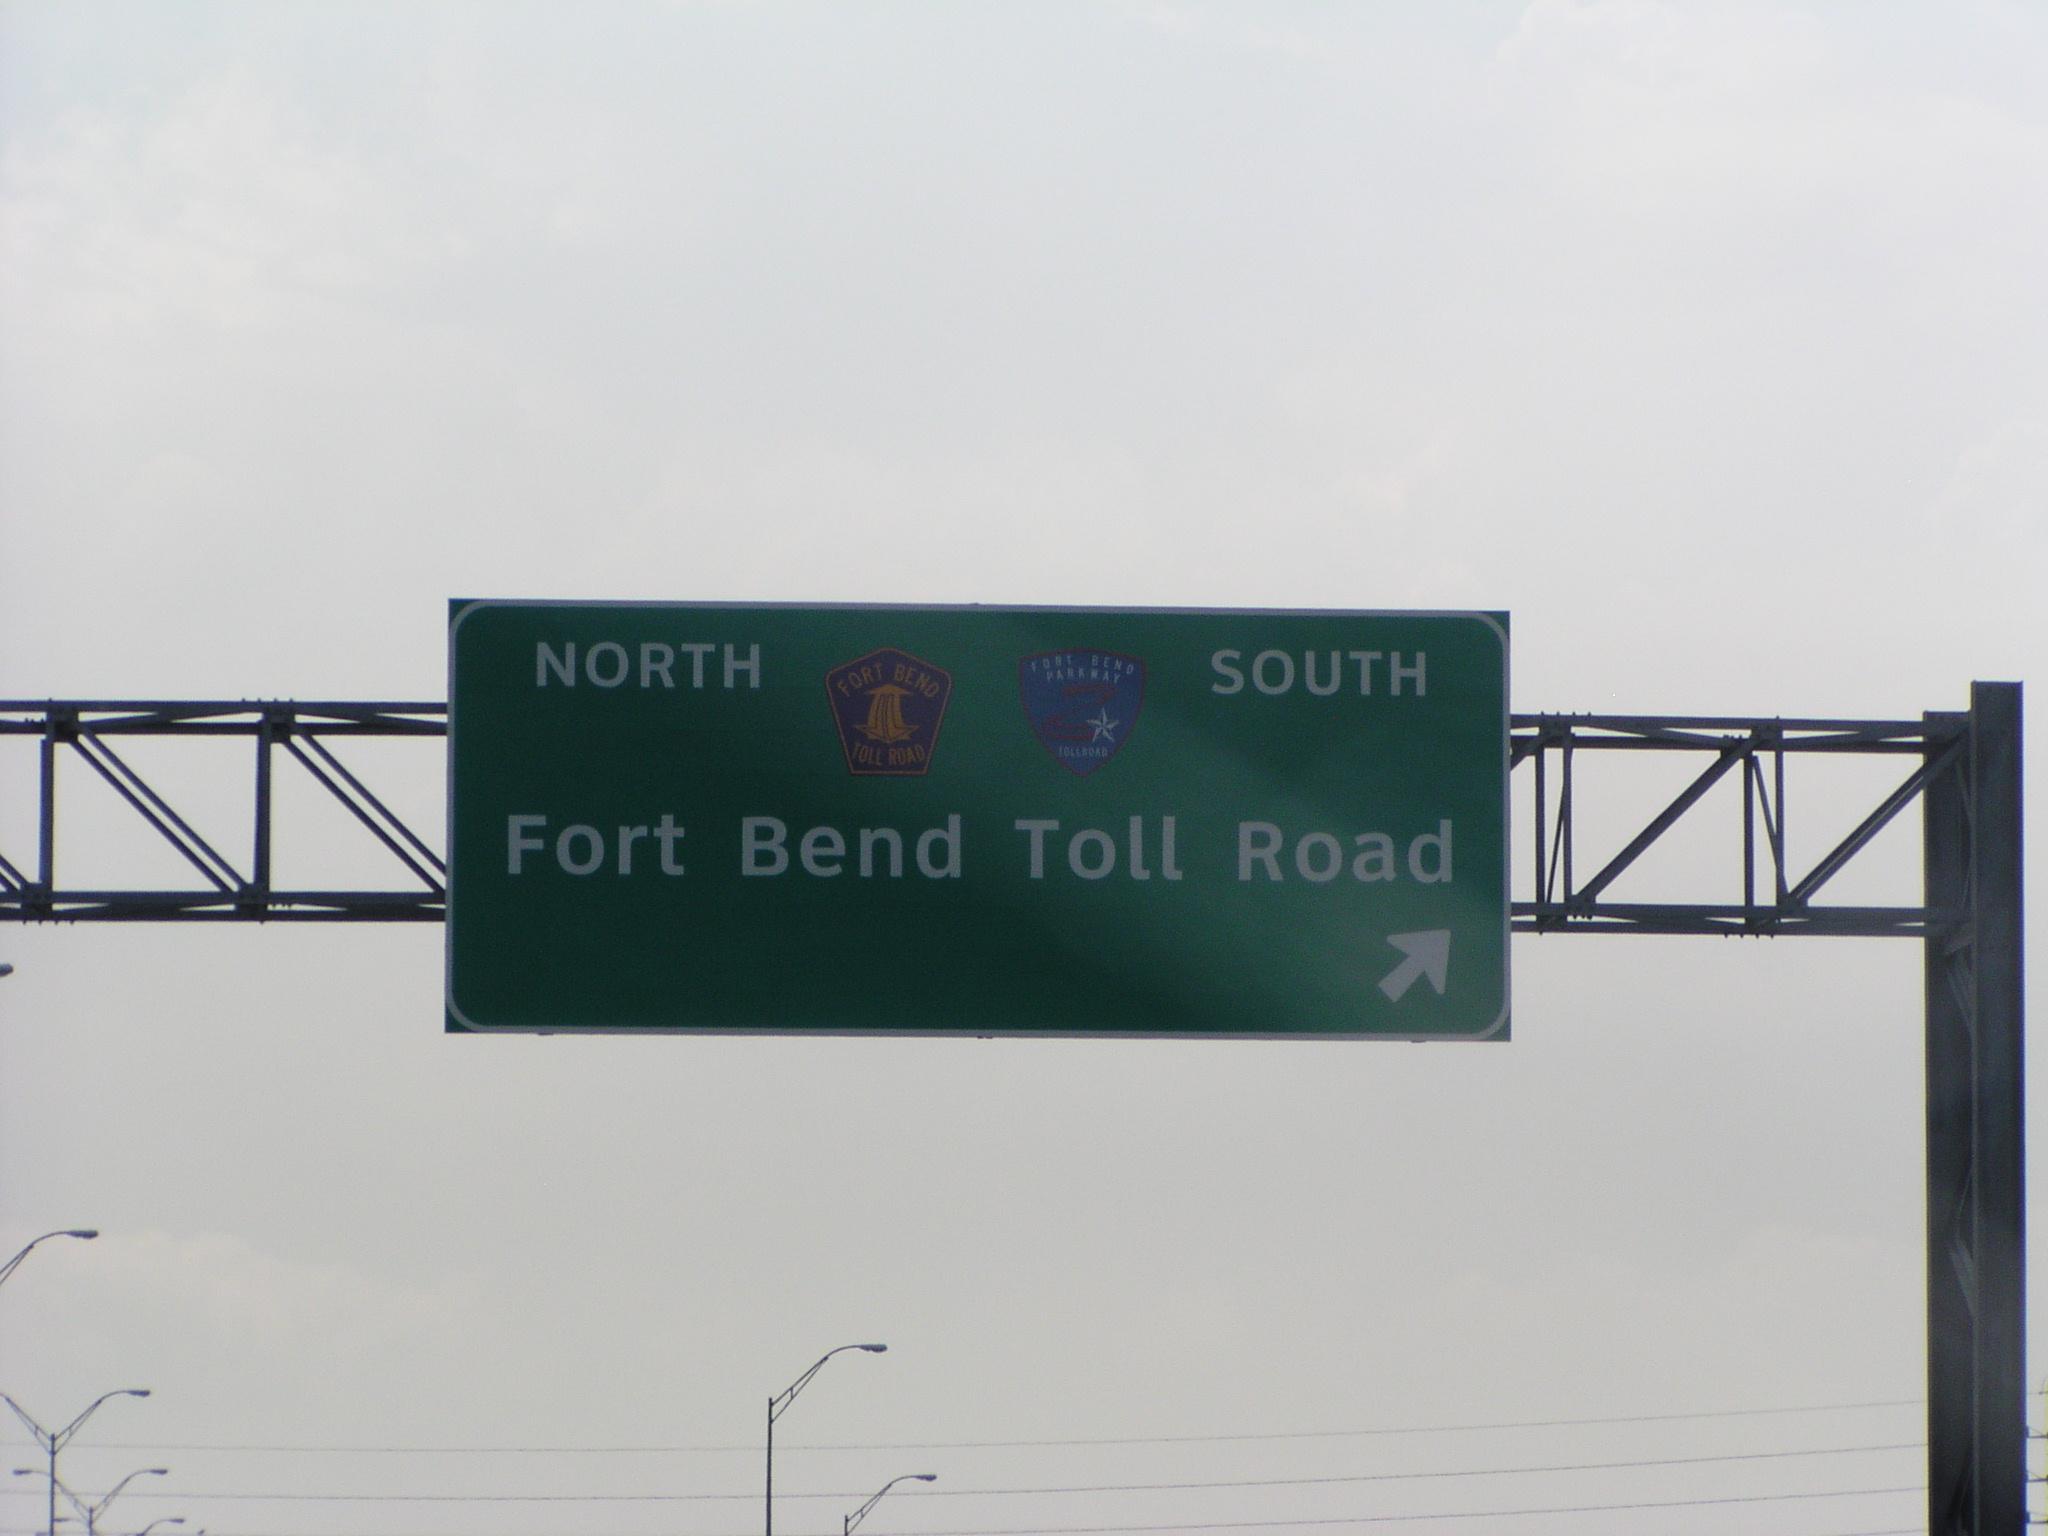 NORTH
FORT BEND
TOLL ROAD
FORT BEND
PARKWAY
TOLLROAD
SOUTH
Fort Bend Toll Road